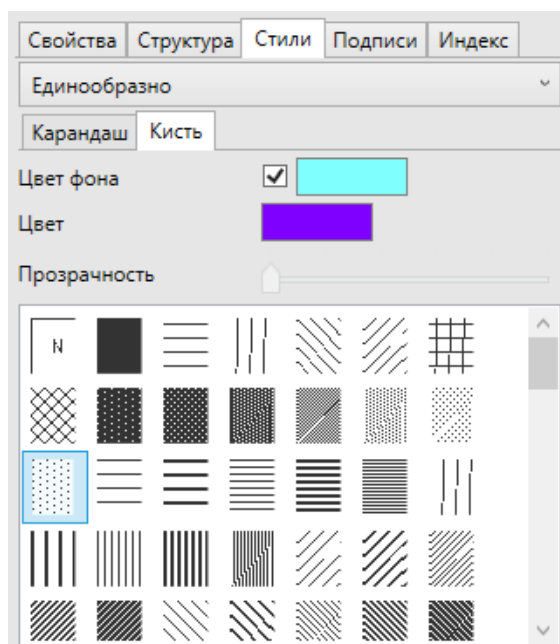 Свойства Структура Стили Подписи Индекс
Единообразно
Карандаш Кисть
Цвет фона
Цвет
Прозрачность
N